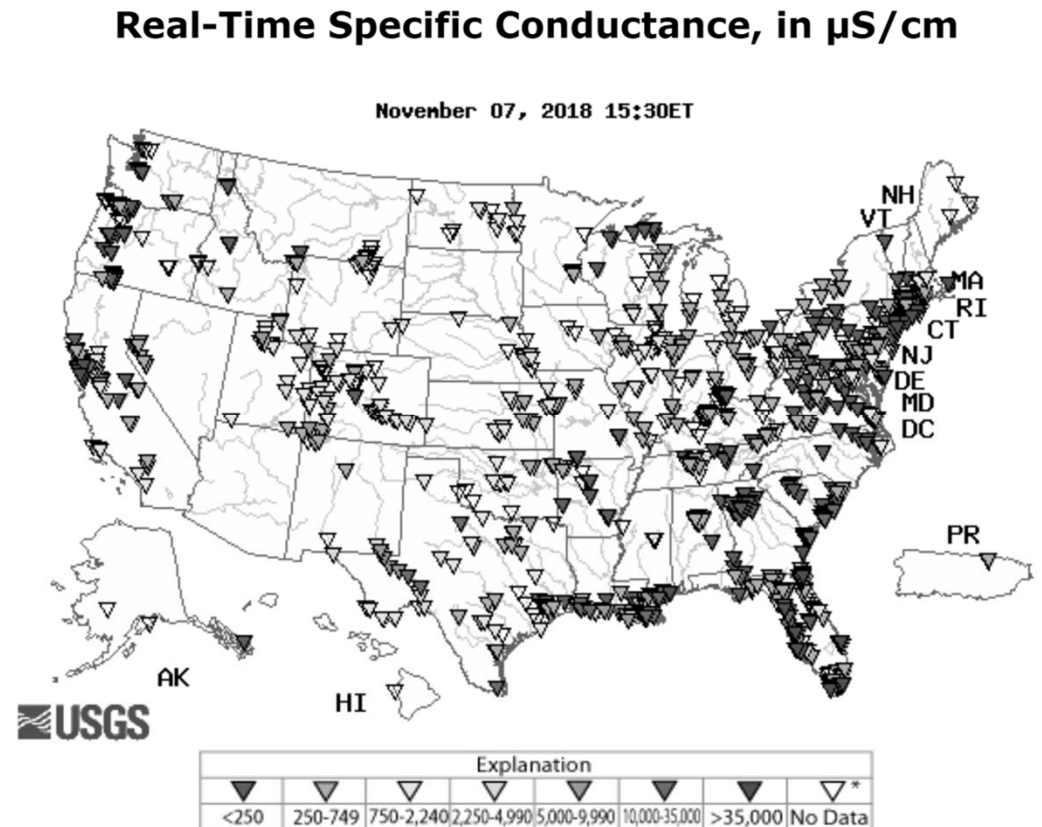 Real-Time Specific Conductance, in µS/cm
November 07, 2018 15:30ET
NH
VT
MA
RI
CT
NJ
DE
MD
DC
PR
AK
HI
USGS
Explanation
*
<250 250-749 750-2,240 2,250-4,990 5,000-9,990 10,000-35,000 >35,000 No Data